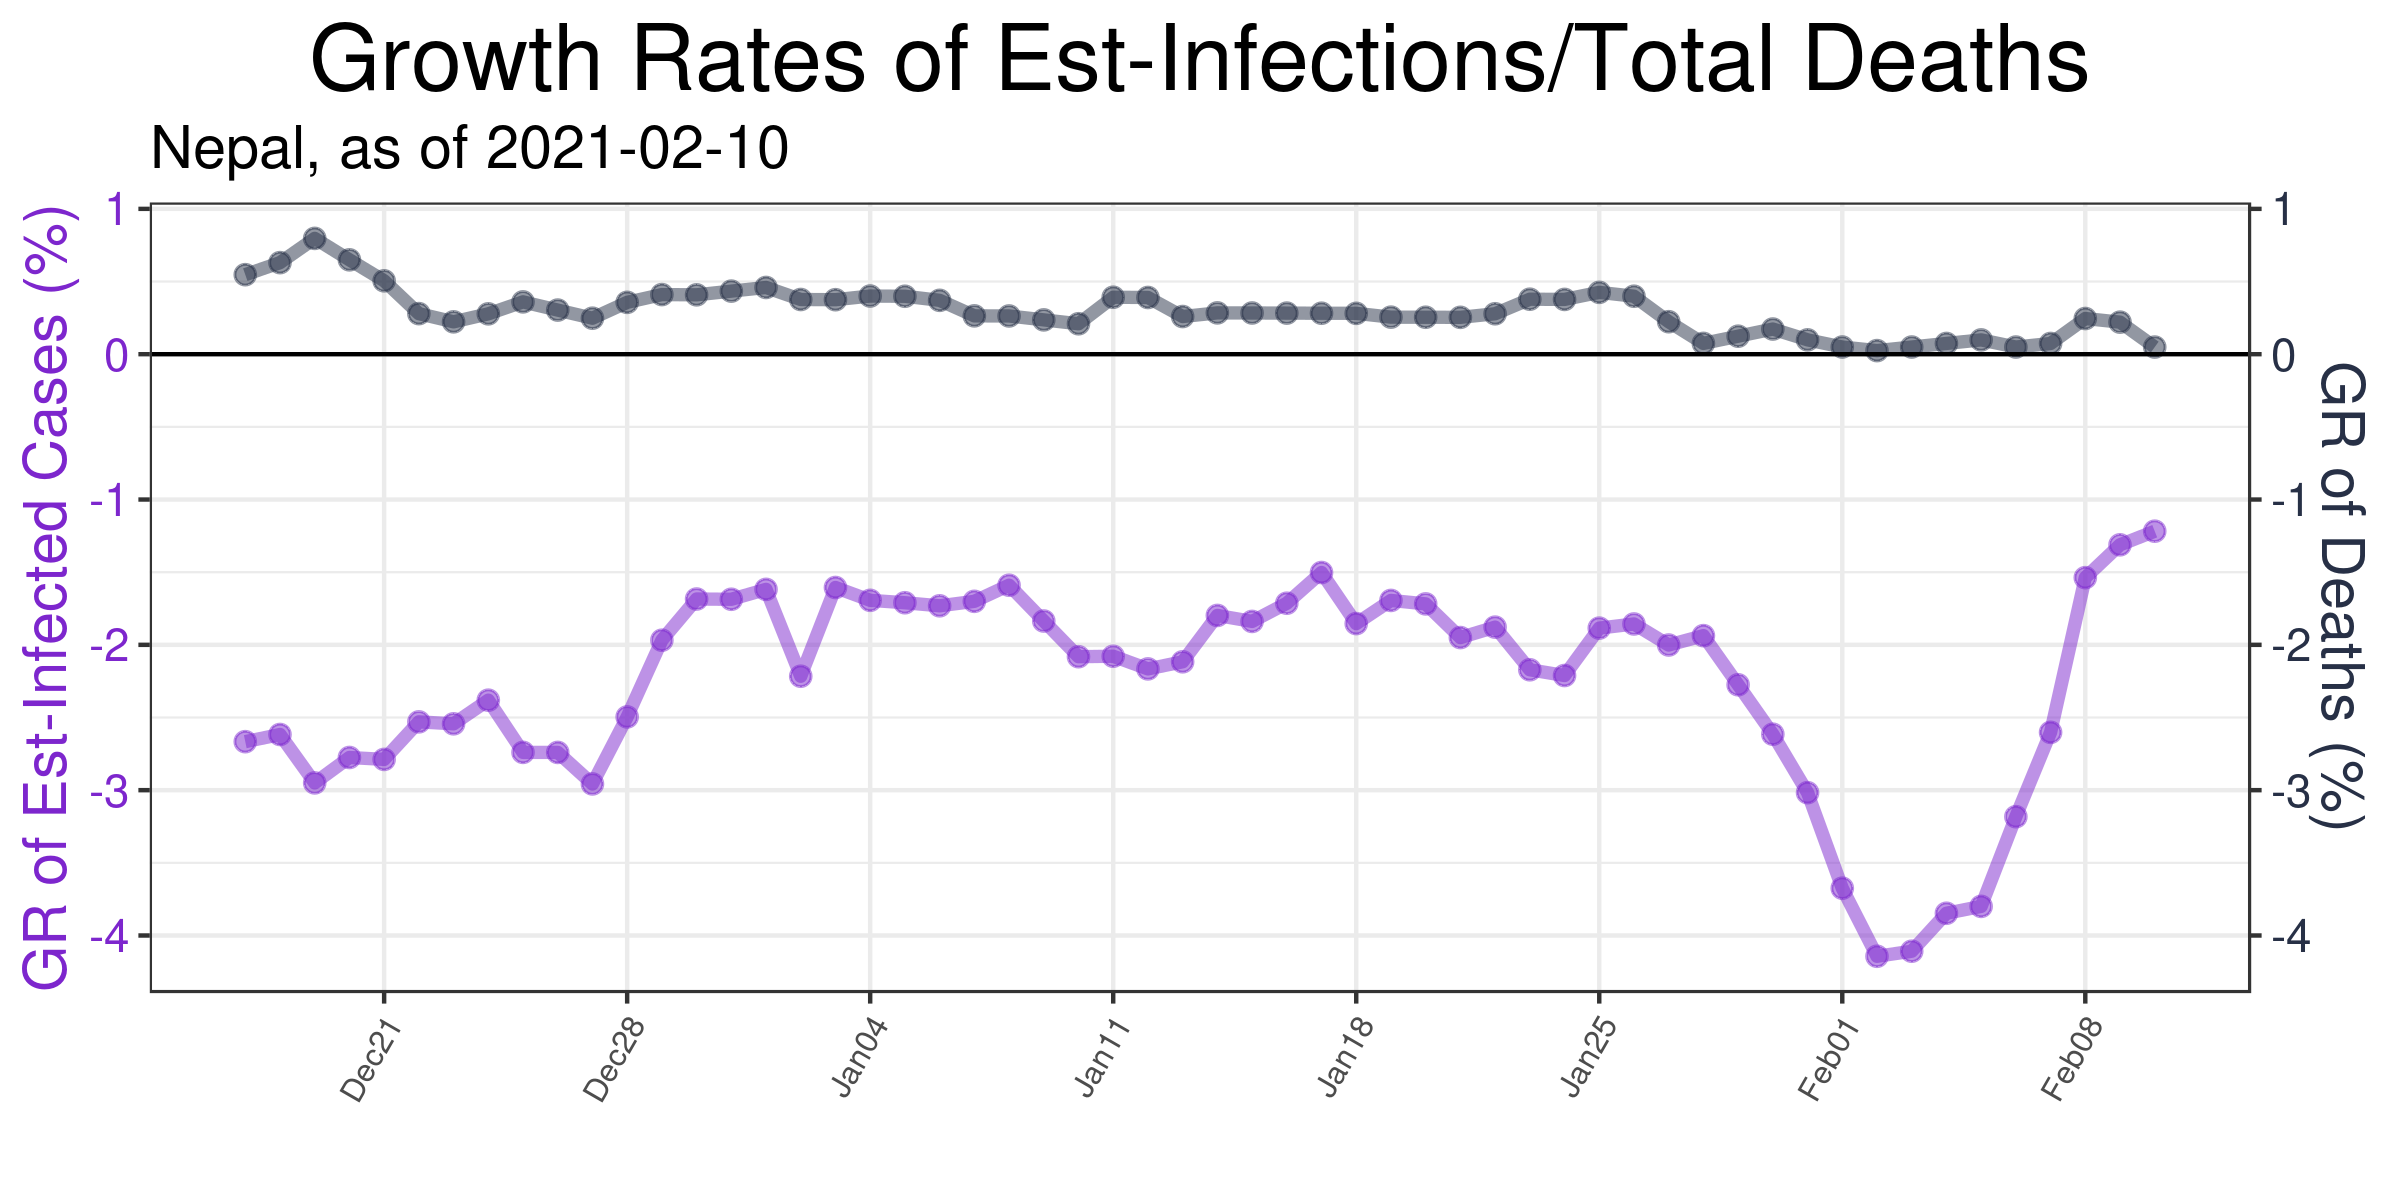 Growth Rates of Est-Infections/Total Deaths
Nepal, as of 2021-02-10
GR of Est-Infected Cases (%)
1
0
-1
-2
-3
-4
1
0
-1
-2
-3
-4
GR of Deaths (%)
Dec21
Dec28
Jan04
Jan11
Jan18
Jan25
Feb01
Feb08